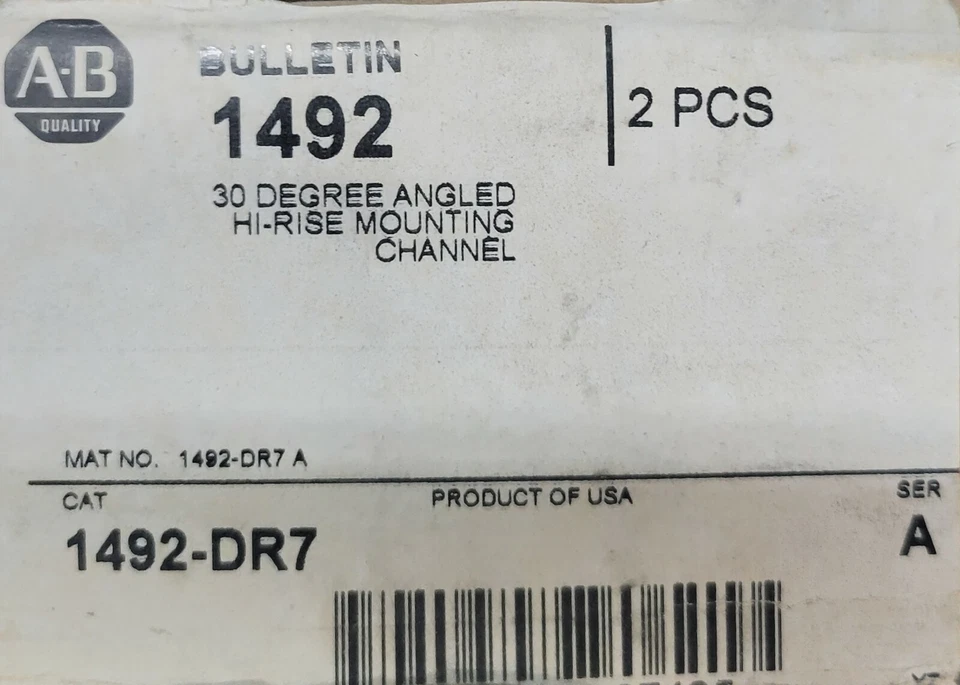 A-B
QUALITY
BULLETIN
1492
2 PCS
30 DEGREE ANGLED
HI-RISE MOUNTING
CHANNEL
MAT NO. 1492-DR7 A
CAT
PRODUCT OF USA
SER
1492-DR7
A